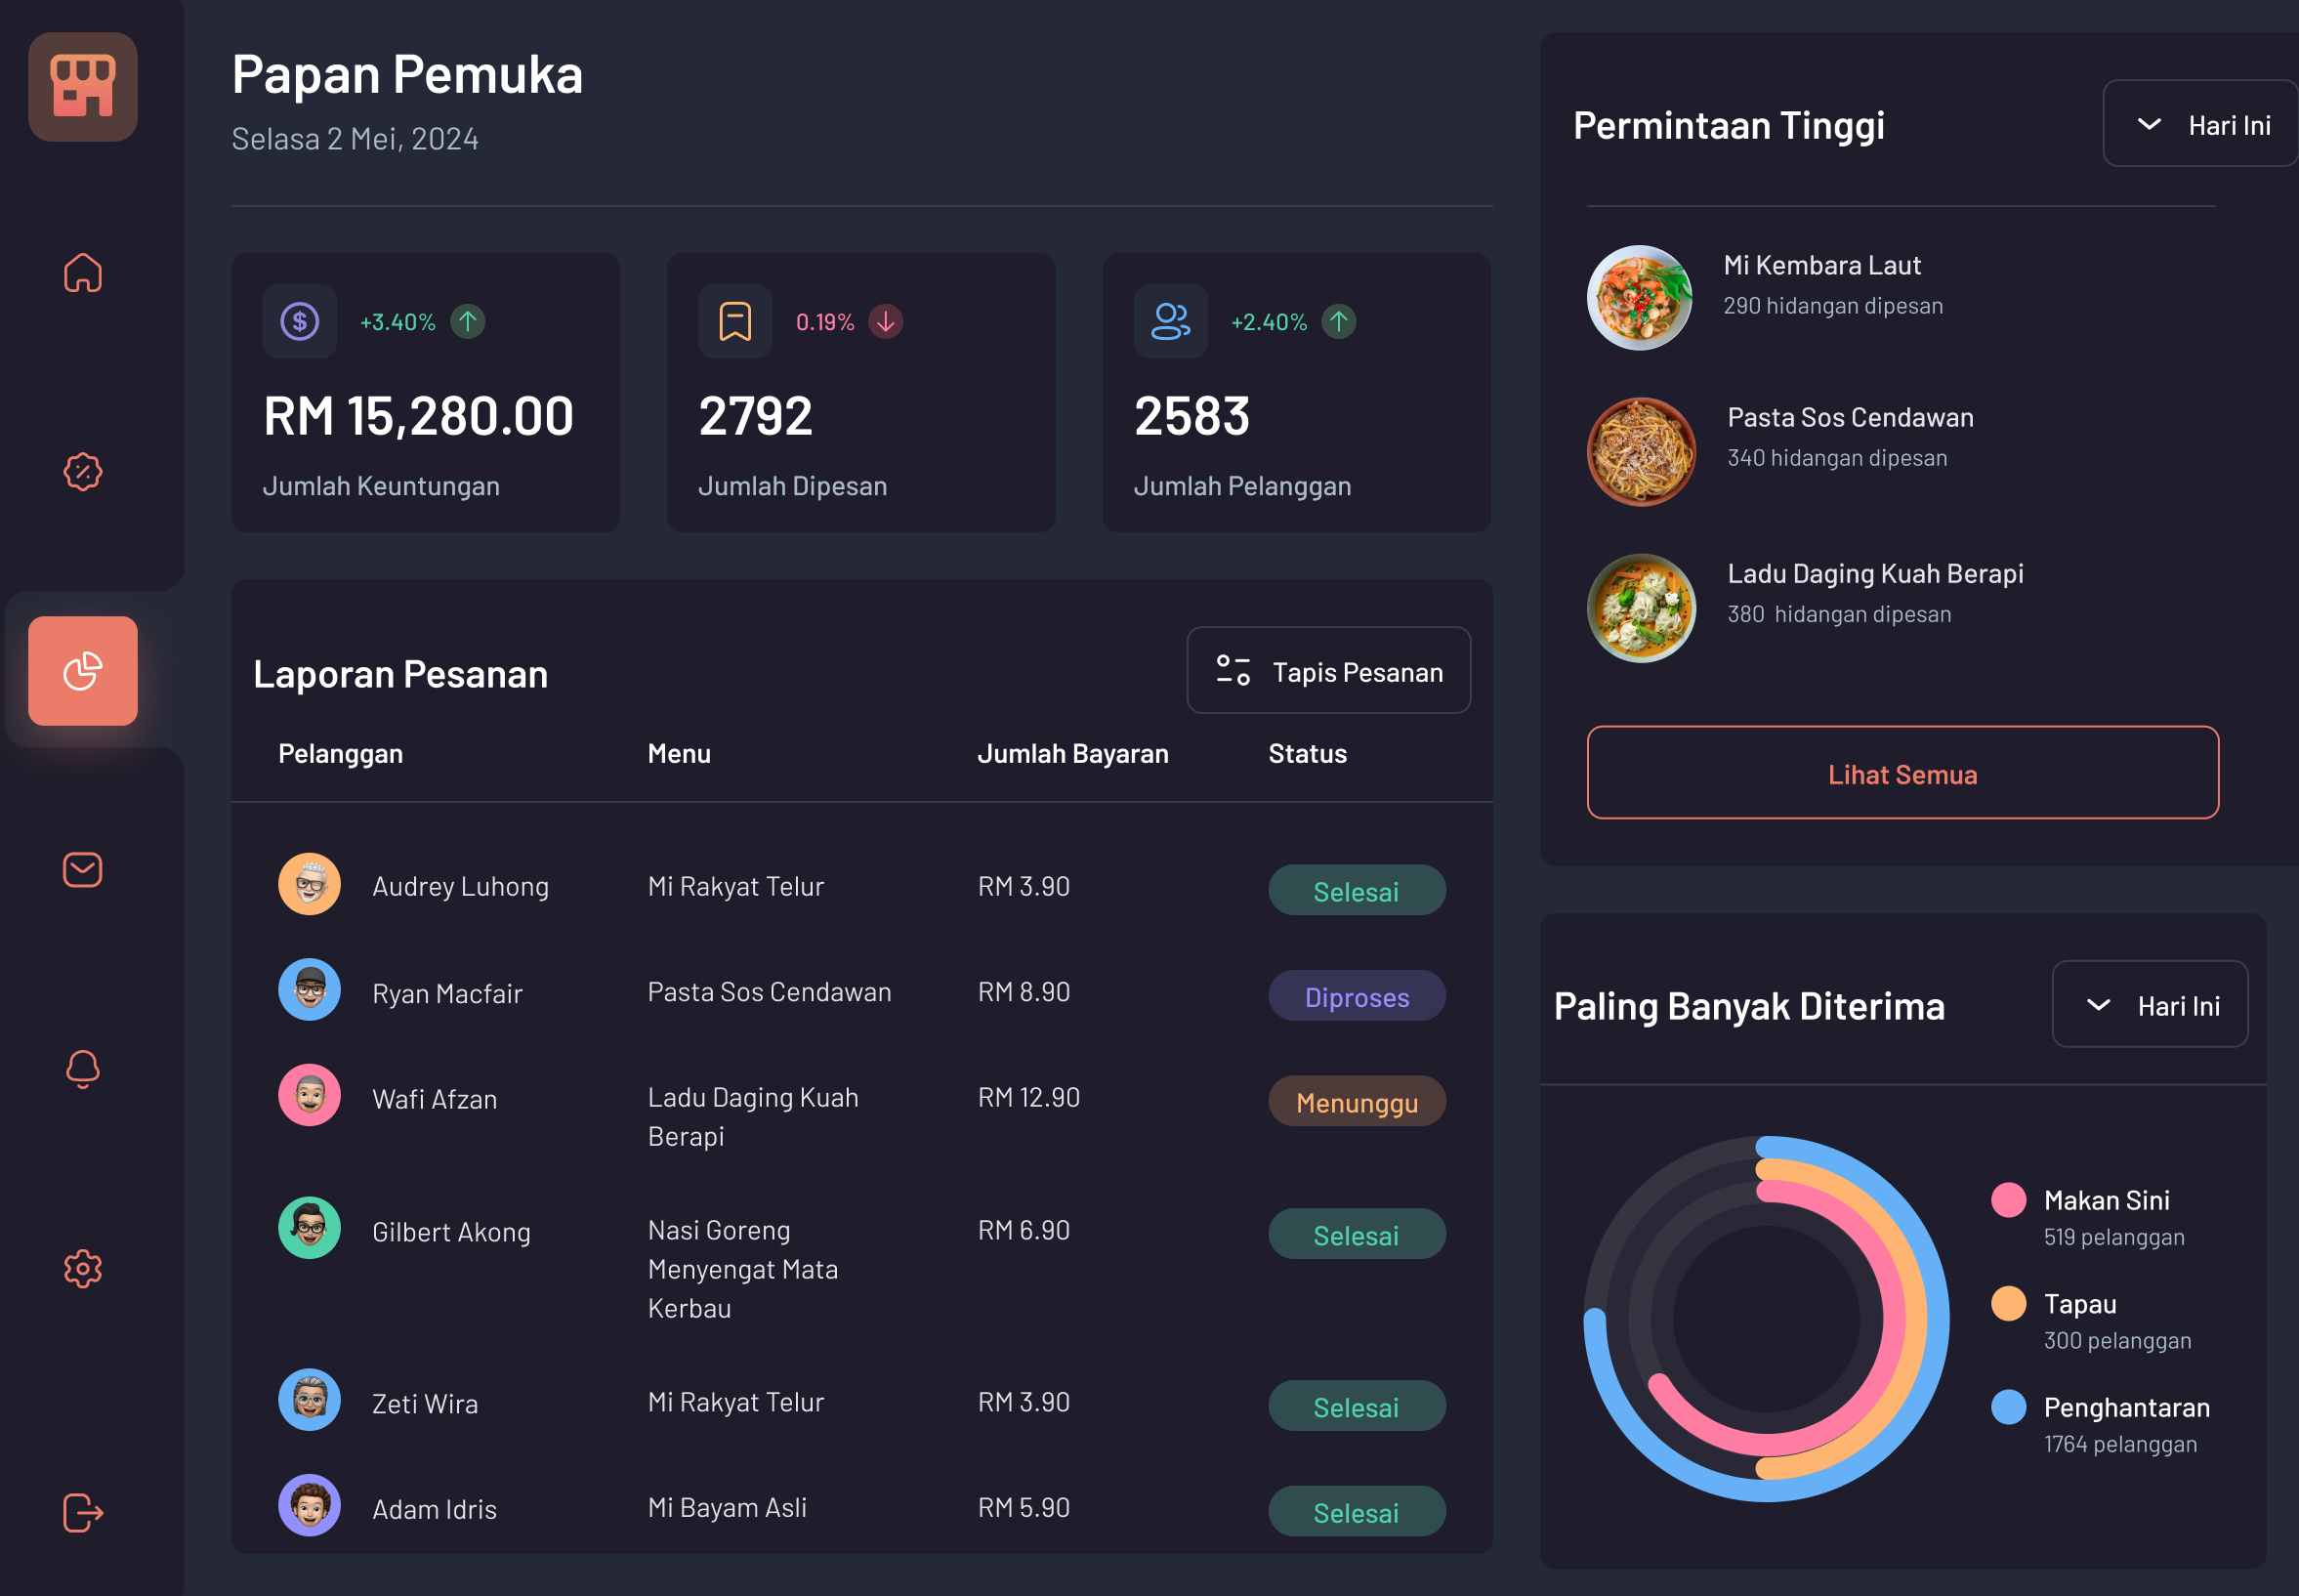 Papan Pemuka
Selasa 2 Mei, 2024
+3.40%
RM 15,280.00
Jumlah Keuntungan
0.19%
2792
Jumlah Dipesan
+2.40%
2583
Jumlah Pelanggan
Laporan Pesanan
Tapis Pesanan
Pelanggan Menu Jumlah Bayaran Status
Audrey Luhong Mi Rakyat Telur RM 3.90 Selesai
Ryan Macfair Pasta Sos Cendawan RM 8.90 Diproses
Wafi Afzan Ladu Daging Kuah RM 12.90 Menunggu
Berapi
Gilbert Akong Nasi Goreng RM 6.90 Selesai
Menyengat Mata
Kerbau
Zeti Wira Mi Rakyat Telur RM 3.90 Selesai
Adam Idris Mi Bayam Asli RM 5.90 Selesai
Permintaan Tinggi
Hari Ini
Mi Kembara Laut
290 hidangan dipesan
Pasta Sos Cendawan
340 hidangan dipesan
Ladu Daging Kuah Berapi
380 hidangan dipesan
Lihat Semua
Paling Banyak Diterima
Hari Ini
Makan Sini
519 pelanggan
Tapau
300 pelanggan
Penghantaran
1764 pelanggan